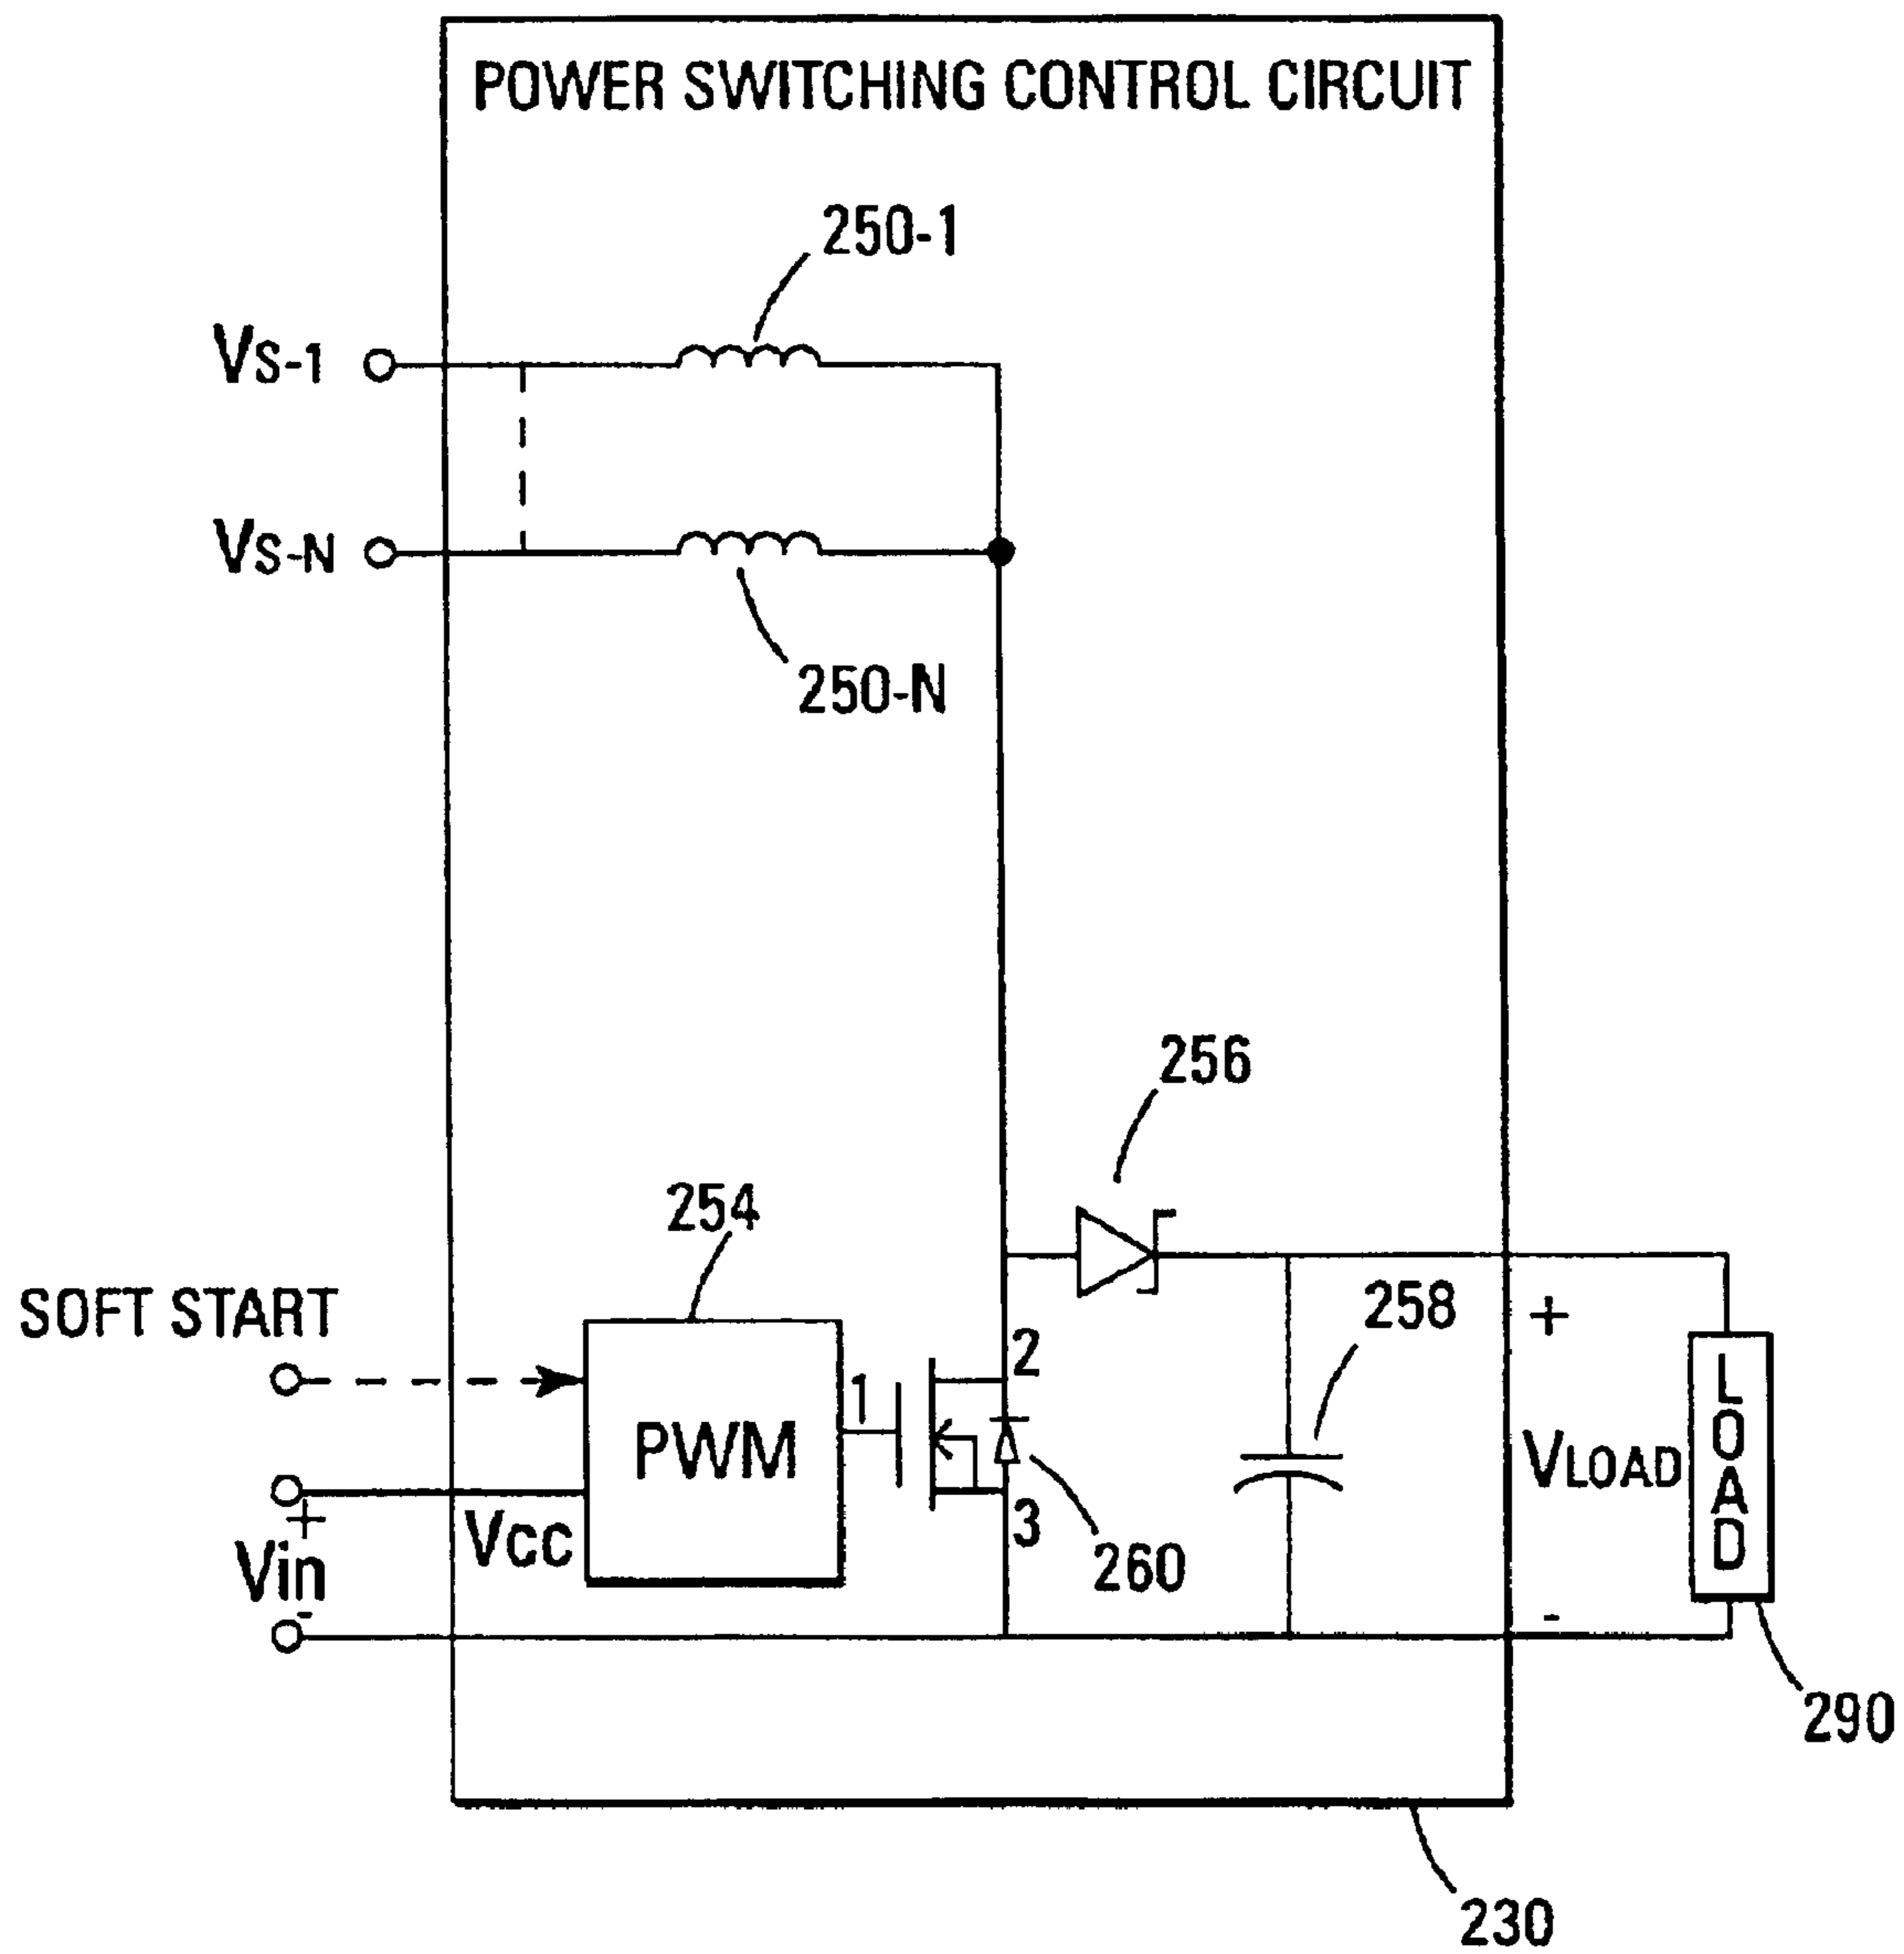 POWER SWITCHING CONTROL CIRCUIT
250-1
VS-1
VS-N
250-N
256
254
SOFT START
258
+
2
1
PWM
VLOAD
LOAD
+
Vin
-
VCC
3
260
-
290
230